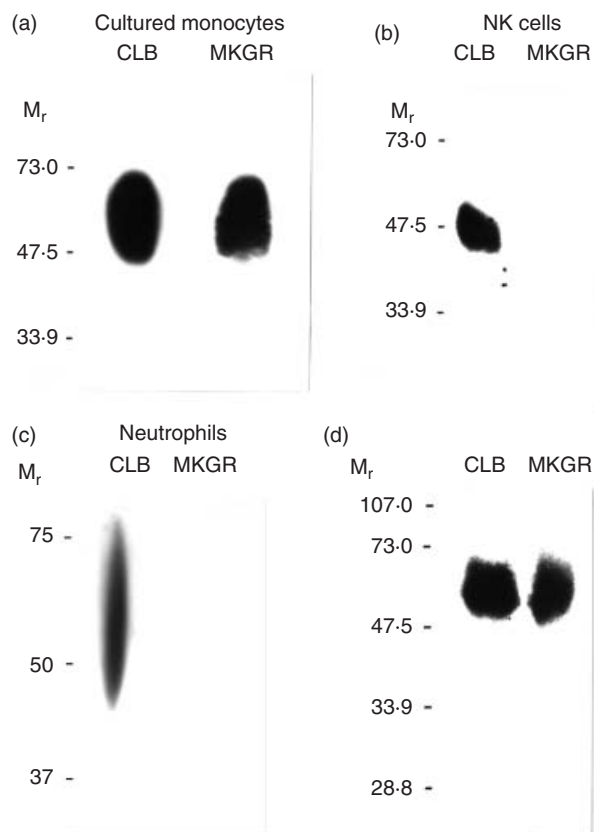 (a) Cultured monocytes
CLB MKGR
Mr
73·0 -
47·5 -
33·9 -
(b) NK cells
CLB MKGR
Mr
73·0 -
47·5 -
33·9 -
(c) Neutrophils
CLB MKGR
Mr
75 -
50 -
37 -
(d)
CLB MKGR
Mr
107·0 -
73·0 -
47·5 -
33·9 -
28·8 -